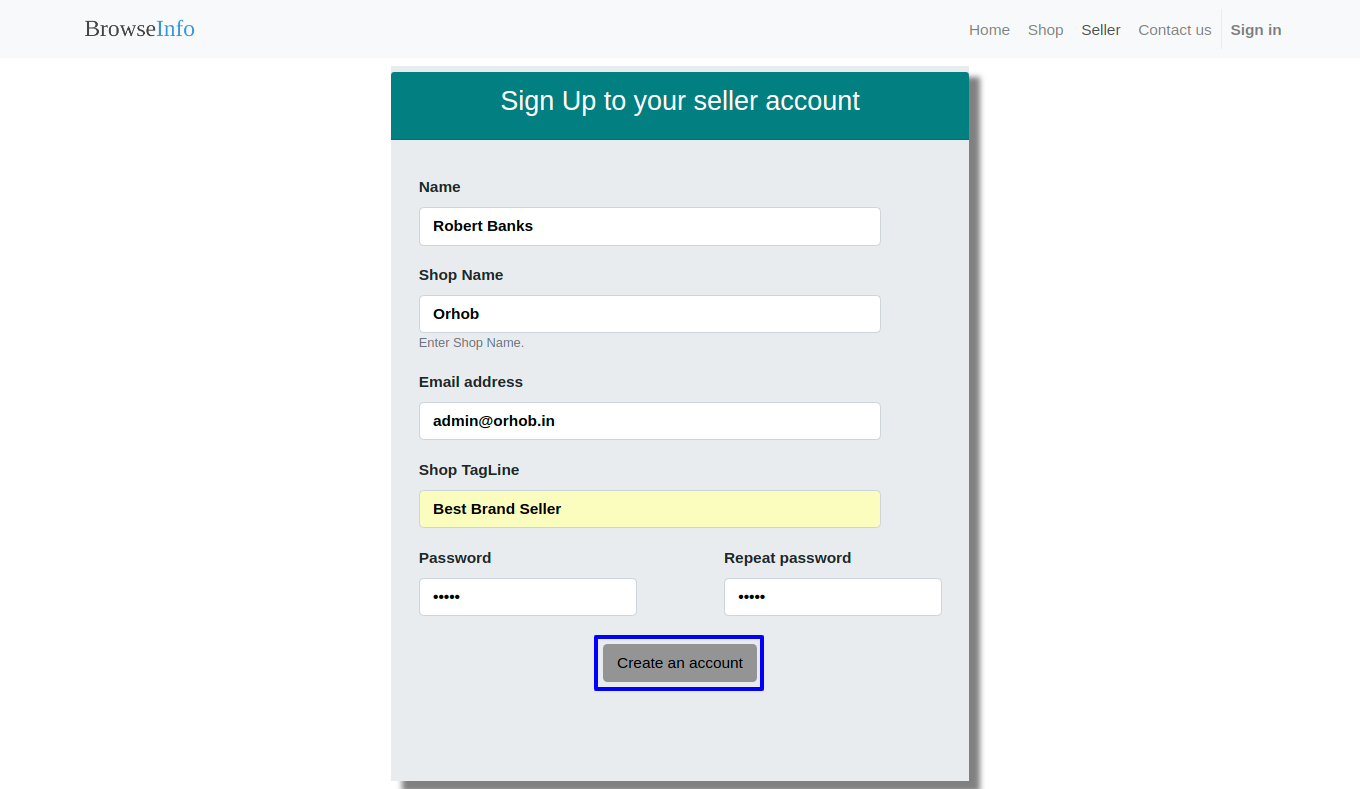 BrowseInfo
Home Shop Seller Contact us Sign in
Sign Up to your seller account
Name
Robert Banks
Shop Name
Orhob
Enter Shop Name.
Email address
admin@orhob.in
Shop TagLine
Best Brand Seller
Password Repeat password
••••• •••••
Create an account